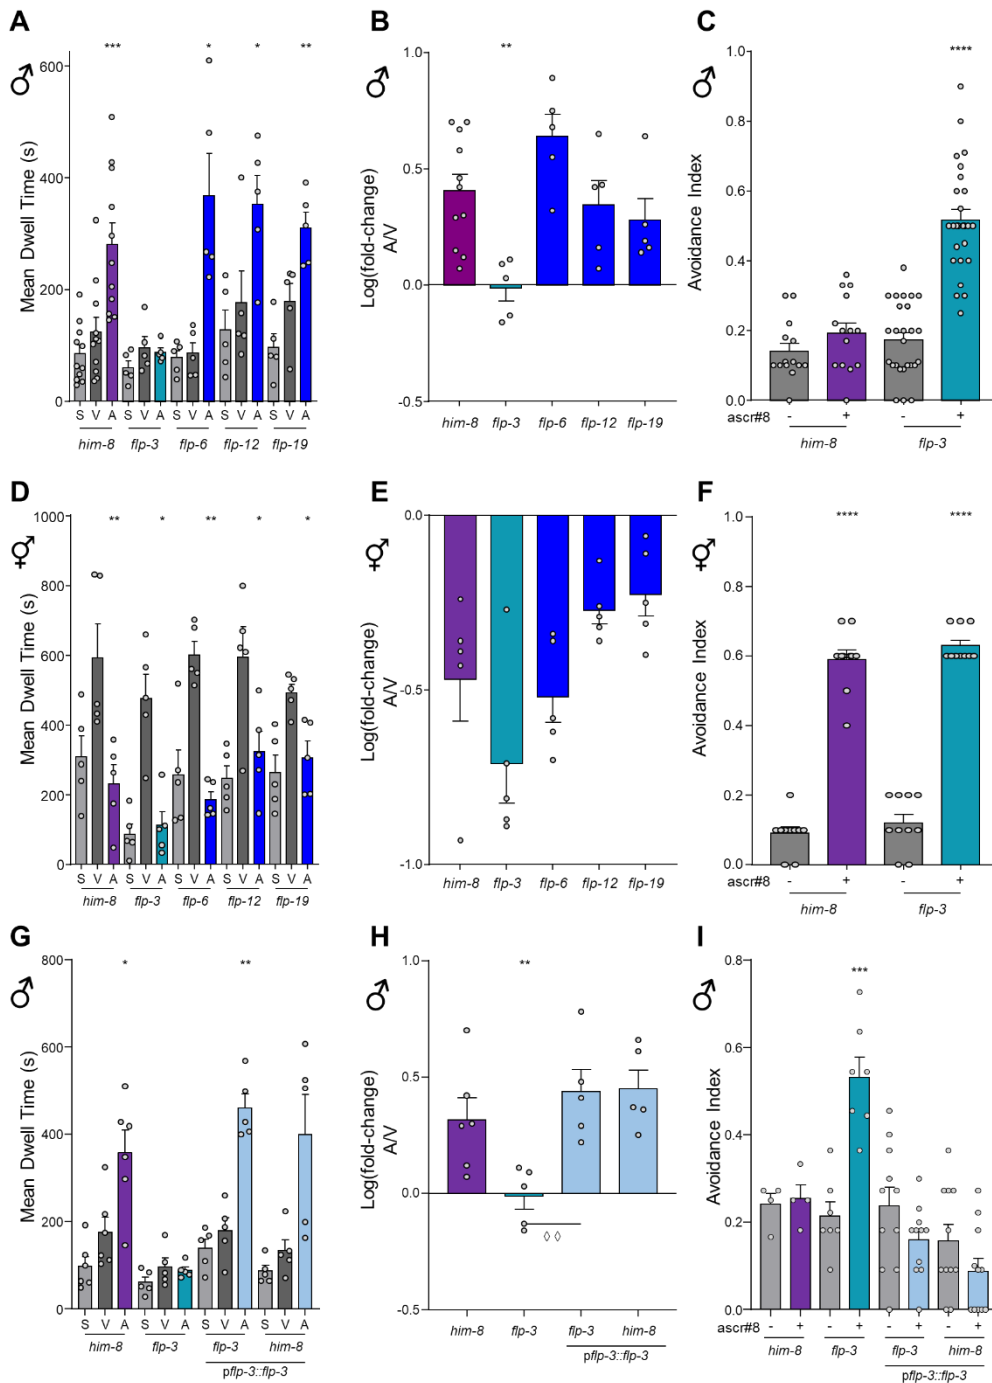 A
♂
Mean Dwell Time (s)
600
400
200
0
*** * * **
S V A S V A S V A S V A S V A
him-8 flp-3 flp-6 flp-12 flp-19
B
♂
Log(fold-change)
A/V
1.0
0.5
0.0
-0.5
**
him-8 flp-3 flp-6 flp-12 flp-19
C
♂
Avoidance Index
1.0
0.8
0.6
0.4
0.2
0.0
****
ascr#8 - + - +
him-8 flp-3
D
⚥
Mean Dwell Time (s)
1000
800
600
400
200
0
** * ** * *
S V A S V A S V A S V A S V A
him-8 flp-3 flp-6 flp-12 flp-19
E
⚥
Log(fold-change)
A/V
0.0
-0.5
-1.0
him-8 flp-3 flp-6 flp-12 flp-19
F
⚥
Avoidance Index
1.0
0.8
0.6
0.4
0.2
0.0
**** ****
ascr#8 - + - +
him-8 flp-3
G
♂
Mean Dwell Time (s)
800
600
400
200
0
* **
S V A S V A S V A S V A
him-8 flp-3 flp-3 him-8
pflp-3::flp-3
H
♂
Log(fold-change)
A/V
1.0
0.5
0.0
-0.5
**
◊◊
him-8 flp-3 flp-3 him-8
pflp-3::flp-3
I
♂
Avoidance Index
0.8
0.6
0.4
0.2
0.0
***
ascr#8 - + - + - + - +
him-8 flp-3 flp-3 him-8
pflp-3::flp-3